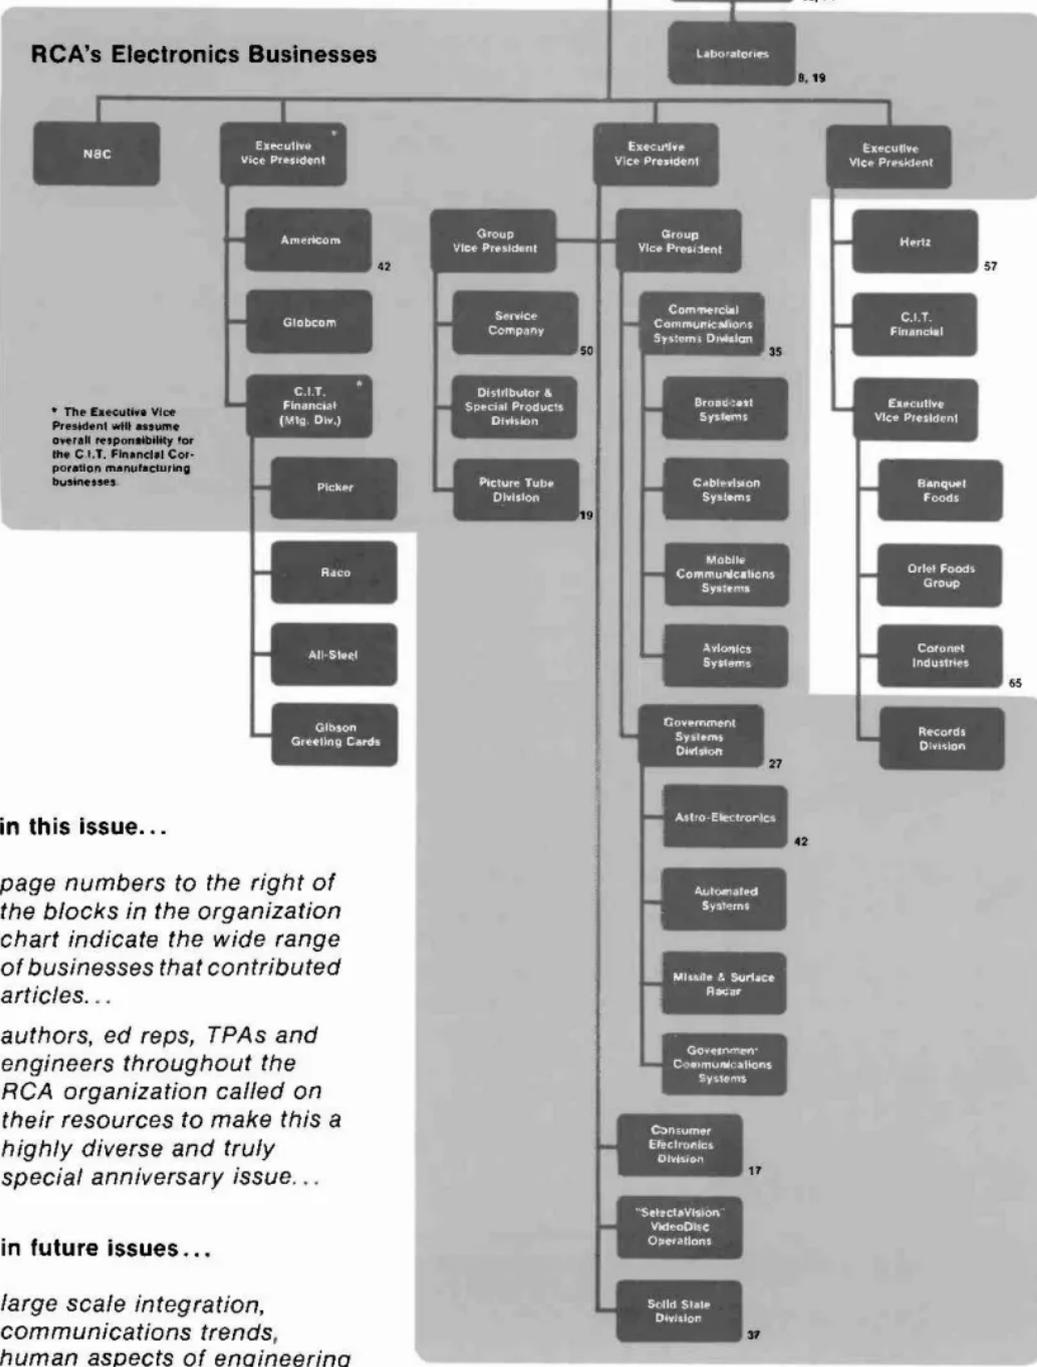 RCA's Electronics Businesses
Laboratories
8, 19
NBC
Executive *
Vice President
Executive
Vice President
Executive
Vice President
Americom
42
Globcom
C.I.T. *
Financial
(Mfg. Div.)
* The Executive Vice
President will assume
overall responsibility for
the C.I.T. Financial Cor-
poration manufacturing
businesses.
Picker
Raco
All-Steel
Gibson
Greeting Cards
Group
Vice President
Service
Company
50
Distributor &
Special Products
Division
Picture Tube
Division
19
Group
Vice President
Commercial
Communications
Systems Division
35
Broadcast
Systems
Cablevision
Systems
Mobile
Communications
Systems
Avionics
Systems
Government
Systems
Division
27
Astro-Electronics
42
Automated
Systems
Missile & Surface
Radar
Government
Communications
Systems
Consumer
Electronics
Division
17
"SelectaVision"
VideoDisc
Operations
Solid State
Division
37
Hertz
57
C.I.T.
Financial
Executive
Vice President
Banquet
Foods
Oriel Foods
Group
Coronet
Industries
65
Records
Division
in this issue...
page numbers to the right of
the blocks in the organization
chart indicate the wide range
of businesses that contributed
articles...
authors, ed reps, TPAs and
engineers throughout the
RCA organization called on
their resources to make this a
highly diverse and truly
special anniversary issue...
in future issues...
large scale integration,
communications trends,
human aspects of engineering